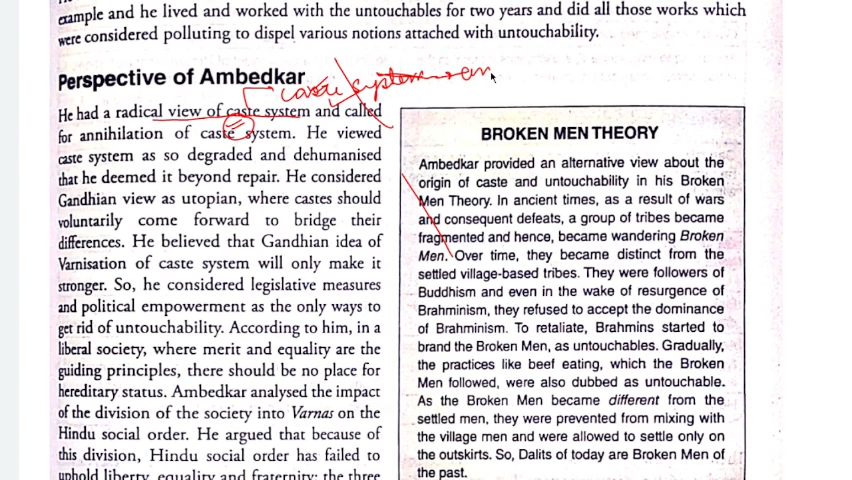 example and he lived and worked with the untouchables for two years and did all those works which
were considered polluting to dispel various notions attached with untouchability.
Perspective of Ambedkar
caste system
He had a radical view of caste system and called
for annihilation of caste system. He viewed
caste system as so degraded and dehumanised
that he deemed it beyond repair. He considered
Gandhian view as utopian, where castes should
voluntarily come forward to bridge their
differences. He believed that Gandhian idea of
Varnisation of caste system will only make it
stronger. So, he considered legislative measures
and political empowerment as the only ways to
get rid of untouchability. According to him, in a
liberal society, where merit and equality are the
guiding principles, there should be no place for
hereditary status. Ambedkar analysed the impact
of the division of the society into Varnas on the
Hindu social order. He argued that because of
this division, Hindu social order has failed to
uphold liberty, equality and fraternity; the three
BROKEN MEN THEORY
Ambedkar provided an alternative view about the
origin of caste and untouchability in his Broken
Men Theory. In ancient times, as a result of wars
and consequent defeats, a group of tribes became
fragmented and hence, became wandering Broken
Men. Over time, they became distinct from the
settled village-based tribes. They were followers of
Buddhism and even in the wake of resurgence of
Brahminism, they refused to accept the dominance
of Brahminism. To retaliate, Brahmins started to
brand the Broken Men, as untouchables. Gradually,
the practices like beef eating, which the Broken
Men followed, were also dubbed as untouchable.
As the Broken Men became different from the
settled men, they were prevented from mixing with
the village men and were allowed to settle only on
the outskirts. So, Dalits of today are Broken Men of
the past.